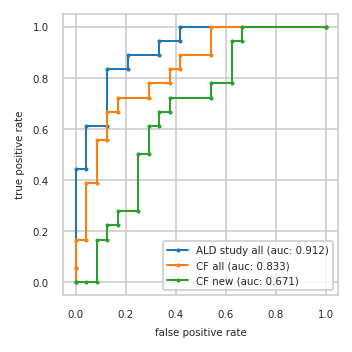 1.0
0.8
0.6
0.4
0.2
0.0
true positive rate
ALD study all (auc: 0.912)
CF all (auc: 0.833)
CF new (auc: 0.671)
0.0 0.2 0.4 0.6 0.8 1.0
false positive rate